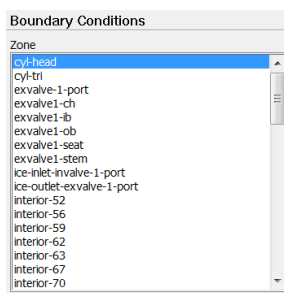 Boundary Conditions
Zone
cyl-head
cyl-tri
exvalve-1-port
exvalve1-ch
exvalve1-ib
exvalve1-ob
exvalve1-seat
exvalve1-stem
ice-inlet-invalve-1-port
ice-outlet-exvalve-1-port
interior-52
interior-56
interior-59
interior-62
interior-63
interior-67
interior-70